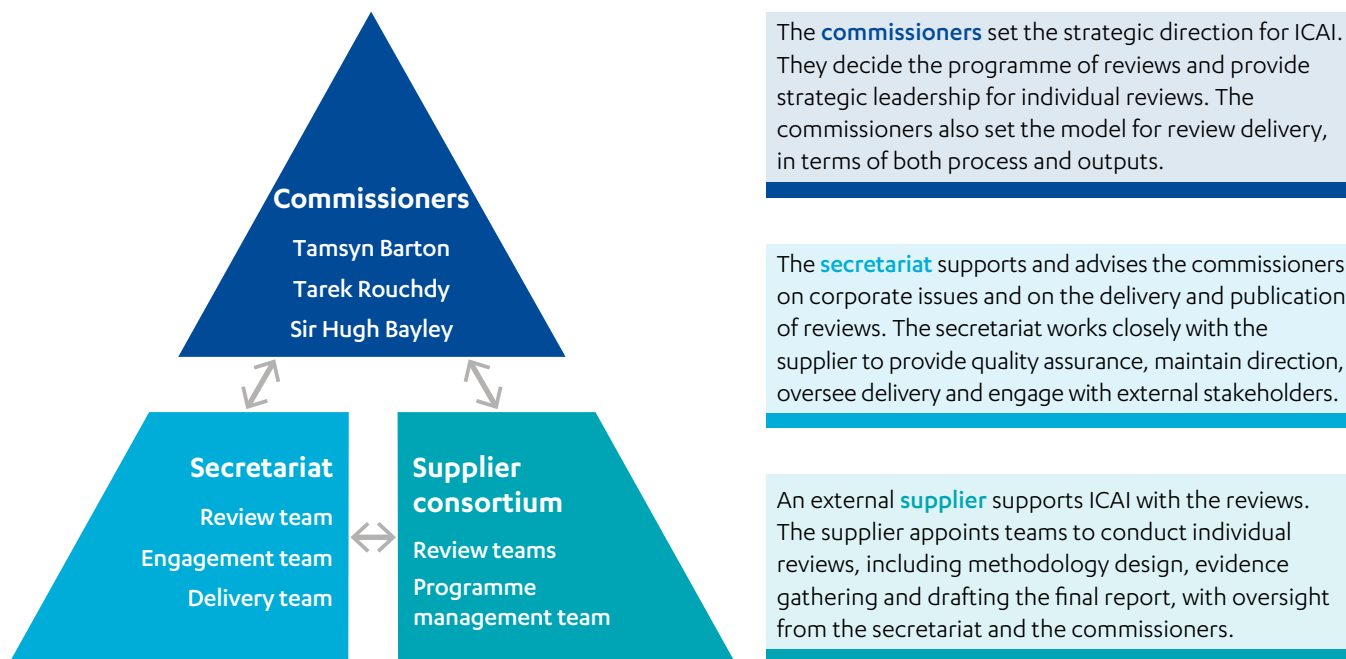 Commissioners
Tamsyn Barton
Tarek Rouchdy
Sir Hugh Bayley
Secretariat
Review team
Engagement team
Delivery team
Supplier
consortium
Review teams
Programme
management team
The commissioners set the strategic direction for ICAI.
They decide the programme of reviews and provide
strategic leadership for individual reviews. The
commissioners also set the model for review delivery,
in terms of both process and outputs.
The secretariat supports and advises the commissioners
on corporate issues and on the delivery and publication
of reviews. The secretariat works closely with the
supplier to provide quality assurance, maintain direction,
oversee delivery and engage with external stakeholders.
An external supplier supports ICAI with the reviews.
The supplier appoints teams to conduct individual
reviews, including methodology design, evidence
gathering and drafting the final report, with oversight
from the secretariat and the commissioners.